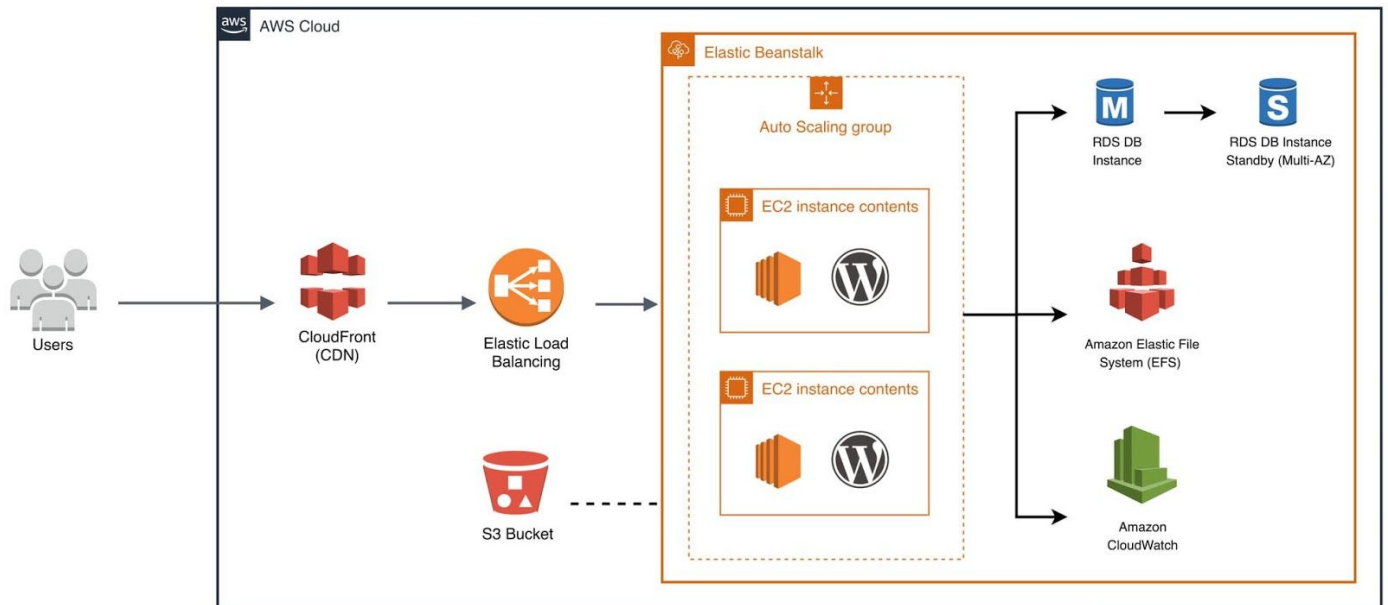 aws
AWS Cloud
Elastic Beanstalk
Auto Scaling group
EC2 instance contents
EC2 instance contents
Users
CloudFront
(CDN)
Elastic Load
Balancing
S3 Bucket
M
RDS DB
Instance
S
RDS DB Instance
Standby (Multi-AZ)
Amazon Elastic File
System (EFS)
Amazon
CloudWatch